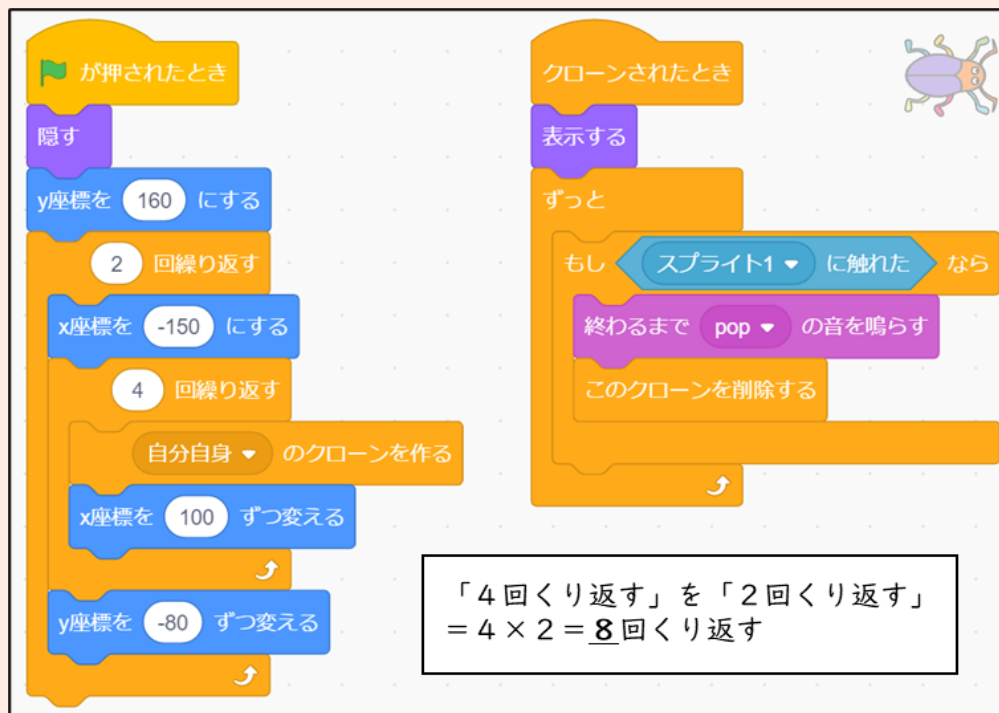 が押されたとき
隠す
y座標を 160 にする
2 回繰り返す
x座標を -150 にする
4 回繰り返す
自分自身 のクローンを作る
x座標を 100 ずつ変える
y座標を -80 ずつ変える
クローンされたとき
表示する
ずっと
もし スプライト1 に触れた なら
終わるまで pop の音を鳴らす
このクローンを削除する
「4回くり返す」を「2回くり返す」
=4×2=8回くり返す